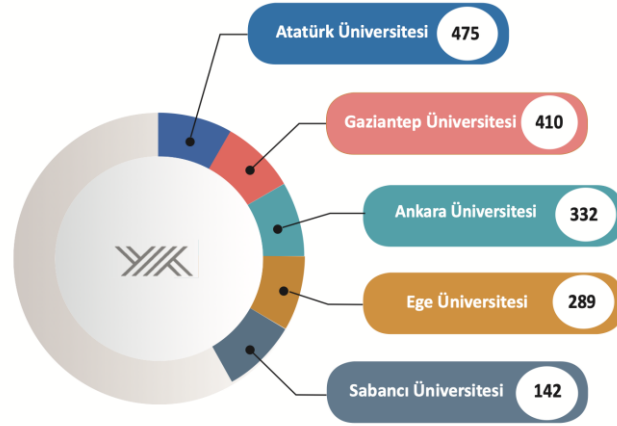 Atatürk Üniversitesi 475
Gaziantep Üniversitesi 410
Ankara Üniversitesi 332
Ege Üniversitesi 289
Sabancı Üniversitesi 142